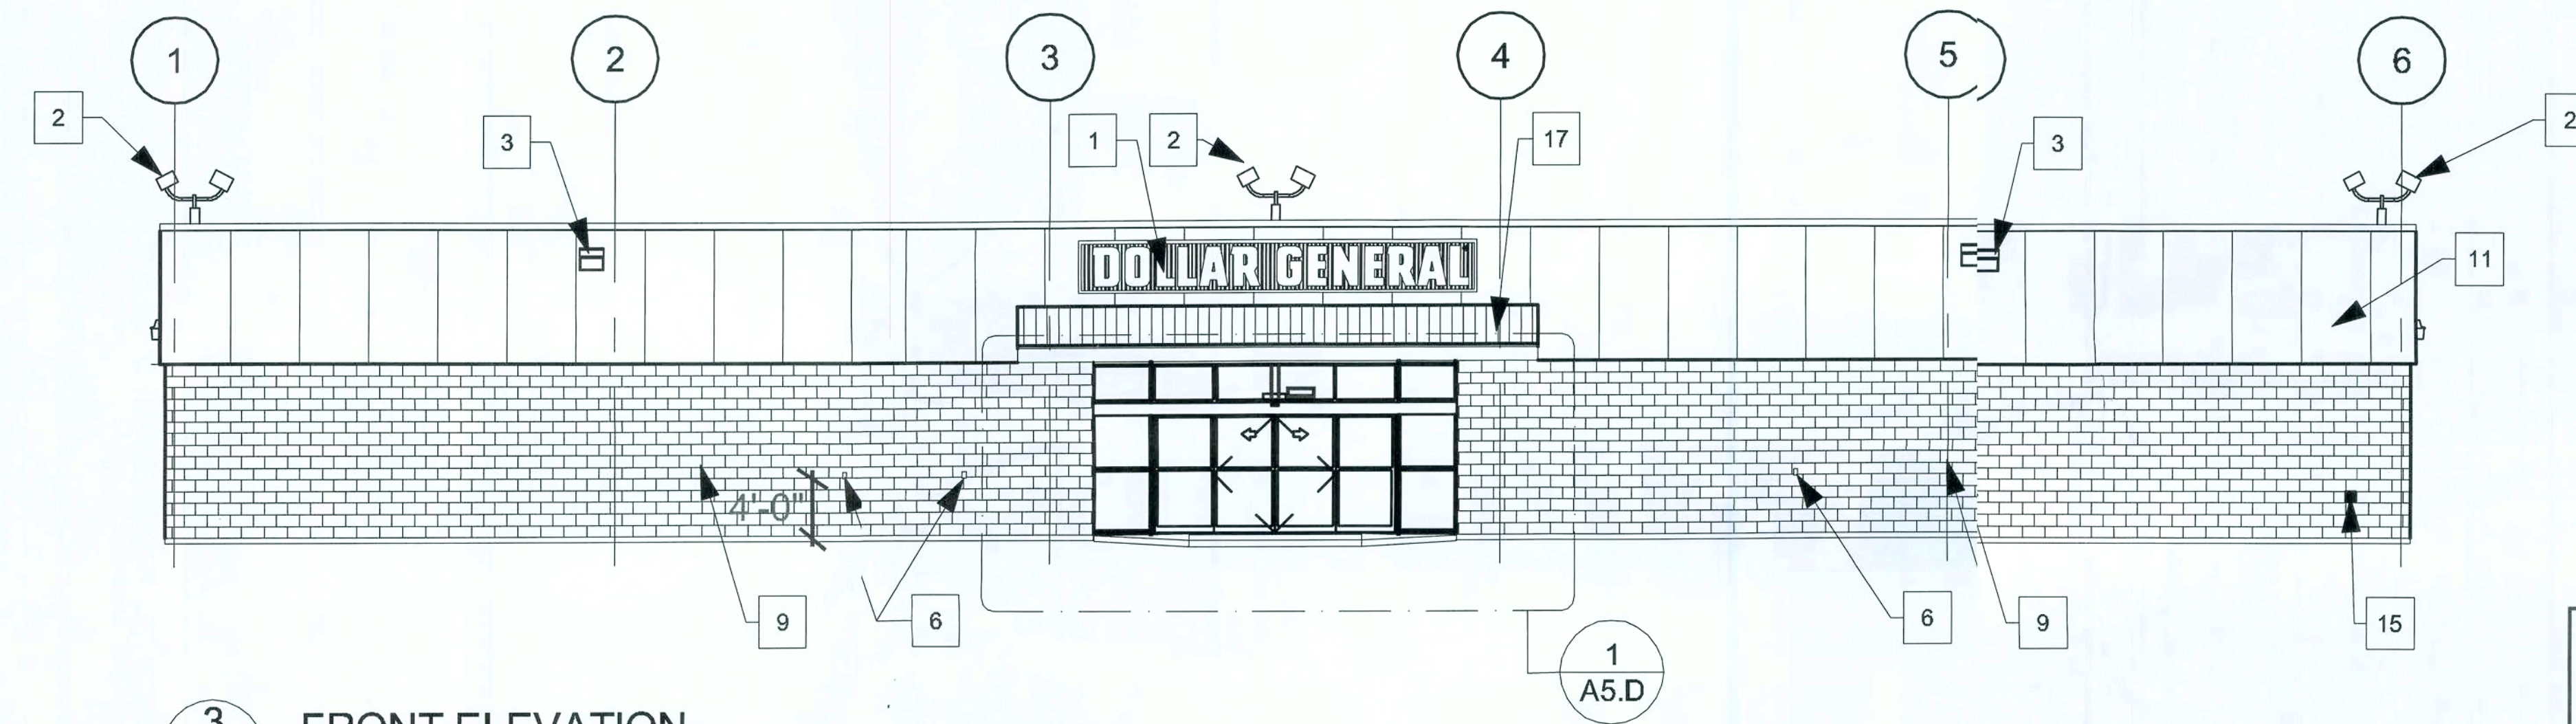 1 2 3 4 5 6
2 3 1 2 17 3 2
DOLLAR GENERAL
11
4'-0"
9 6 6 9 15
1
A5.D
3 FRONT ELEVATION